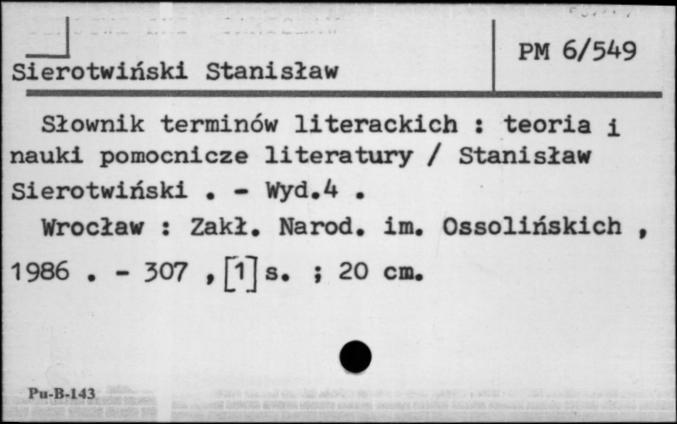 PM 6/549
Sierotwiński Stanisław
Słownik terminów literackich : teoria i
nauki pomocnicze literatury / Stanisław
Sierotwiński . - Wyd.4 .
Wrocław : Zakł. Narod. im. Ossolińskich ,
1986 . - 307 , [1] s. ; 20 cm.
Pu-B-143